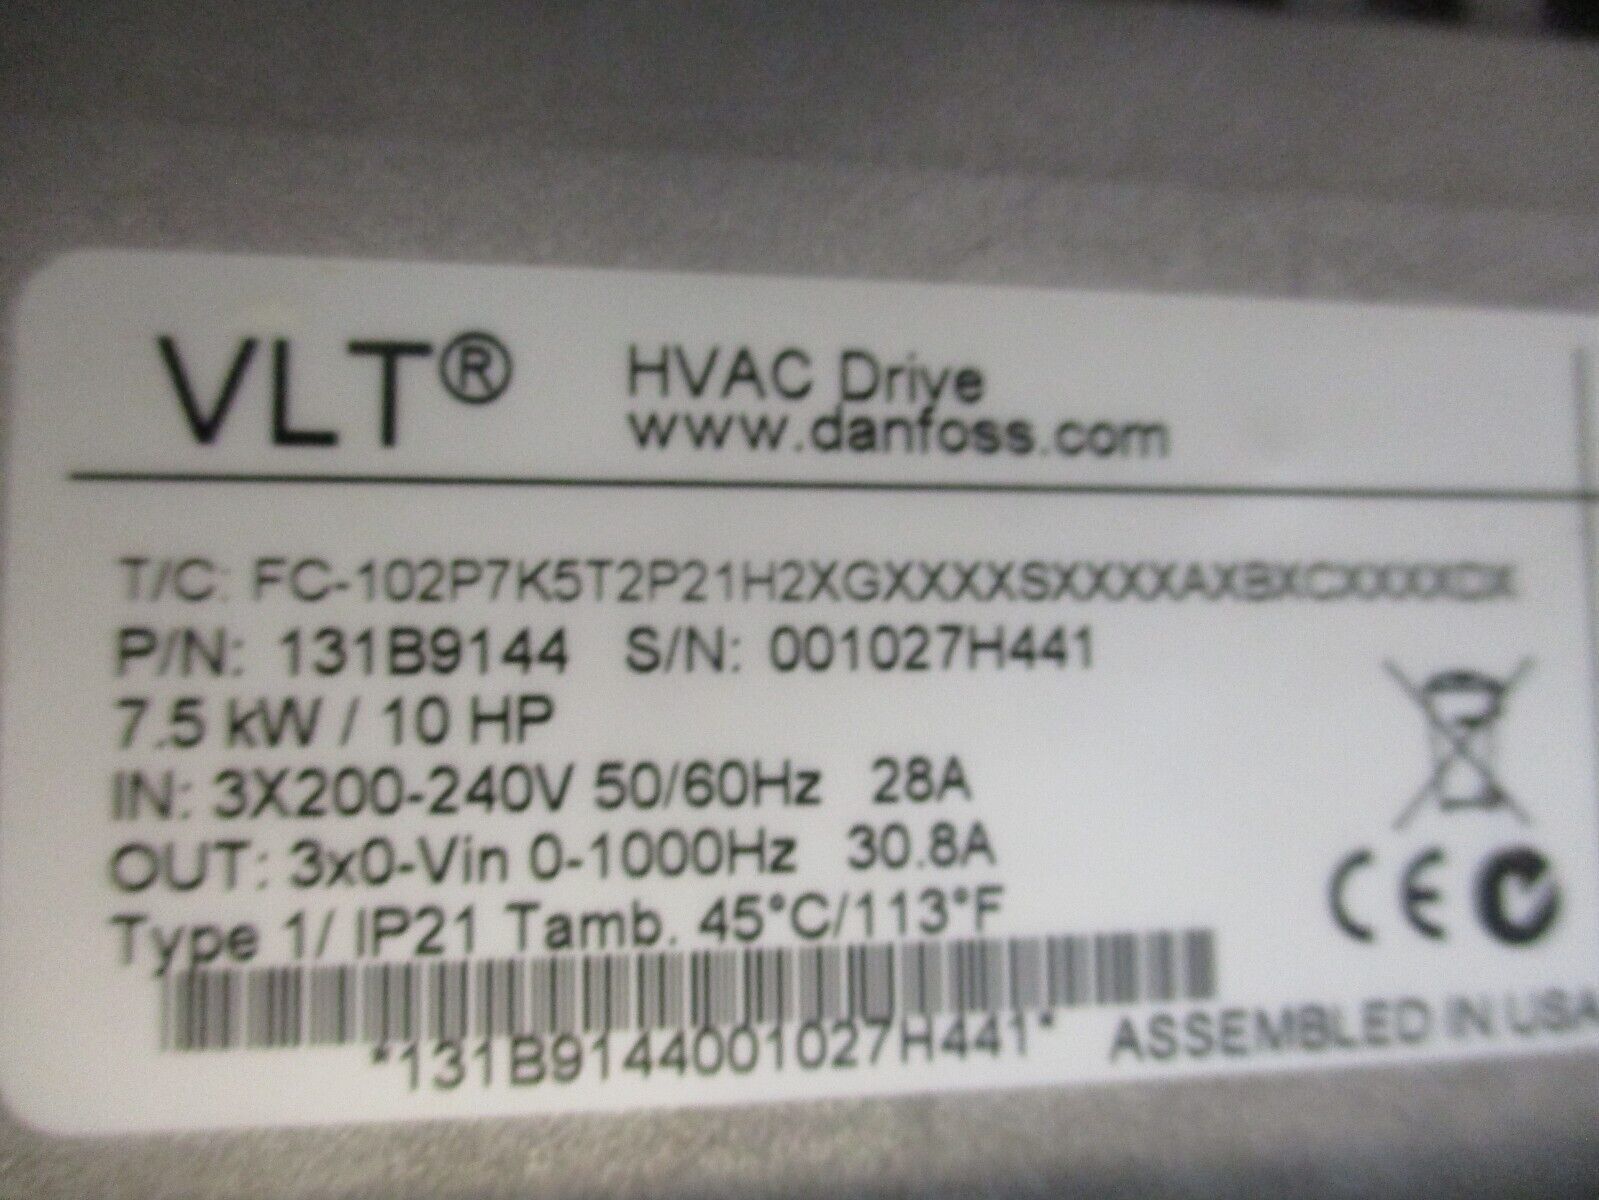 VLT® HVAC Drive
www.danfoss.com
T/C: FC-102P7K5T2P21H2XGXXXXSXXXXAXBXCXXXXDX
P/N: 131B9144 S/N: 001027H441
7.5 kW / 10 HP
IN: 3X200-240V 50/60Hz 28A
OUT: 3x0-Vin 0-1000Hz 30.8A
Type 1/ IP21 Tamb. 45°C/113°F
*131B9144001027H441* ASSEMBLED IN USA
CE